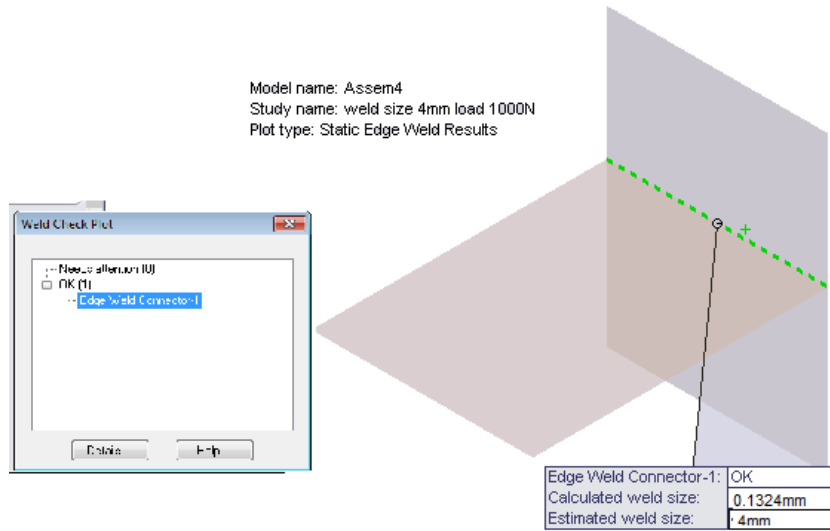 Model name: Assem4
Study name: weld size 4mm load 1000N
Plot type: Static Edge Weld Results
Weld Check Plot
Needs attention (0)
OK (1)
Edge Weld Connector-1
Details
Help
Edge Weld Connector-1: OK
Calculated weld size: 0.1324mm
Estimated weld size: 4mm